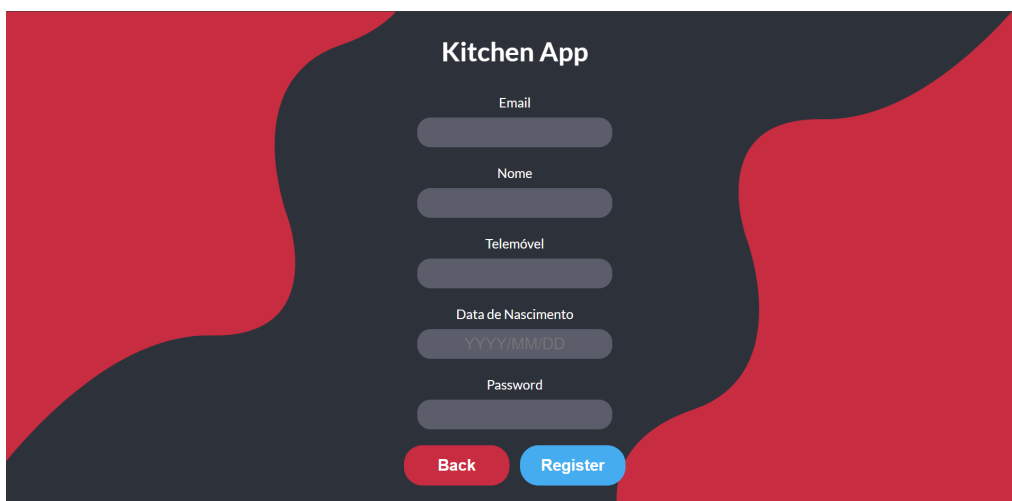 Kitchen App
Email
Nome
Telemóvel
Data de Nascimento
YYYY/MM/DD
Password
Back Register